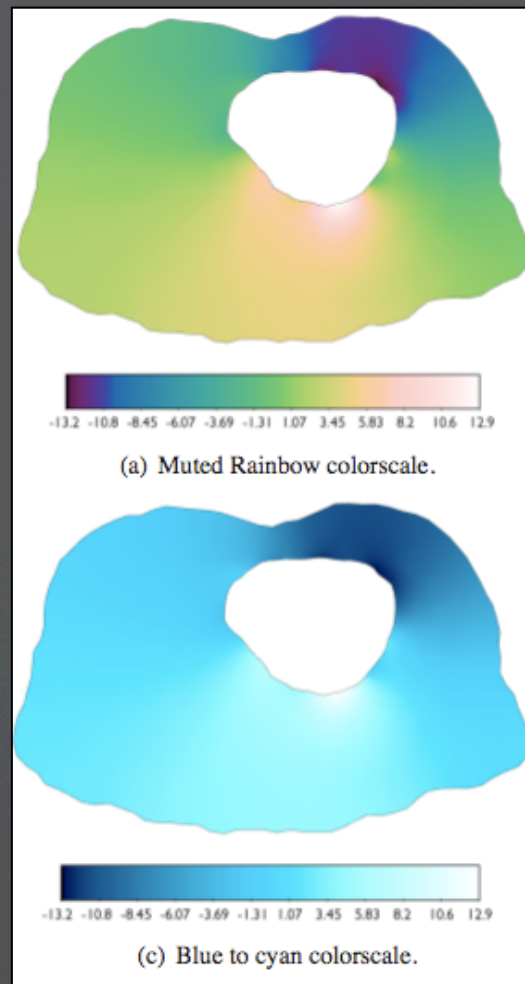 -13.2 -10.8 -8.45 -6.07 -3.69 -1.31 1.07 3.45 5.83 8.2 10.6 12.9
(a) Muted Rainbow colorscale.
-13.2 -10.8 -8.45 -6.07 -3.69 -1.31 1.07 3.45 5.83 8.2 10.6 12.9
(c) Blue to cyan colorscale.